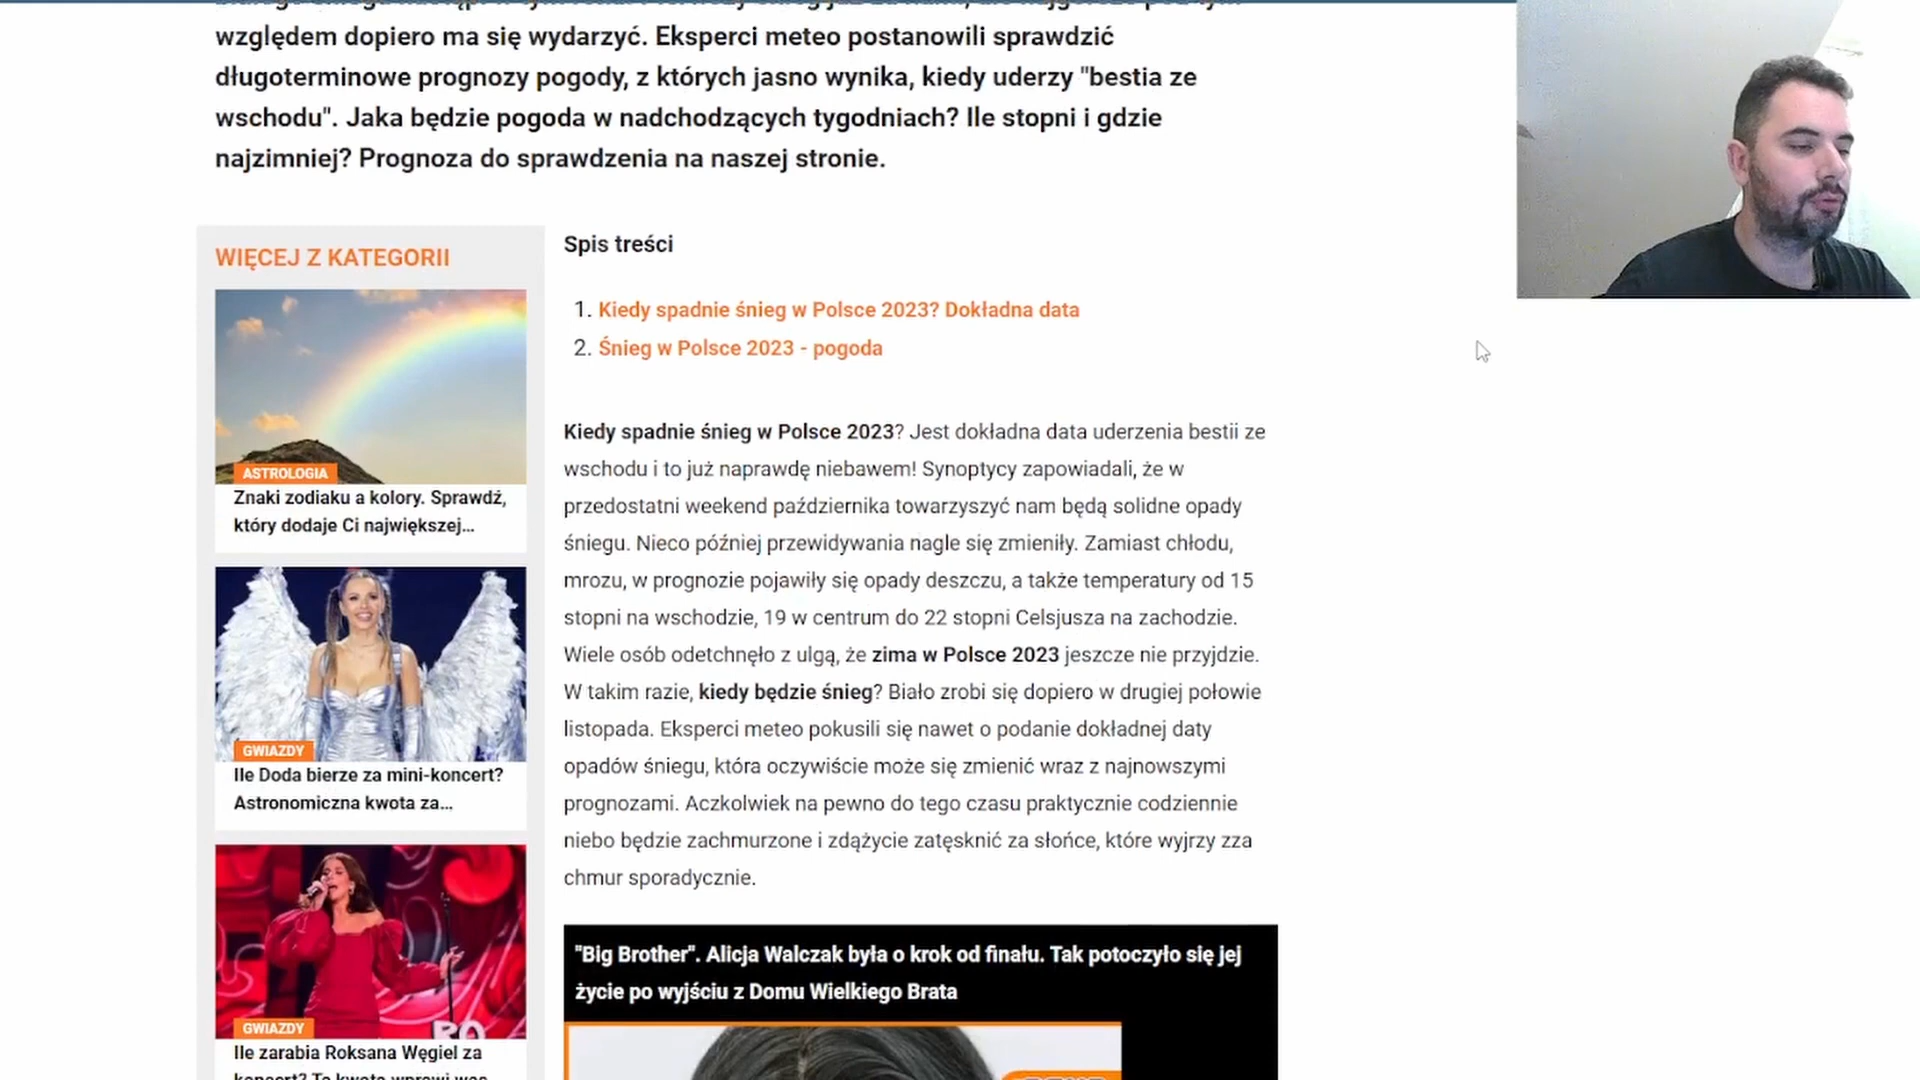 względem dopiero ma się wydarzyć. Eksperci meteo postanowili sprawdzić
długoterminowe prognozy pogody, z których jasno wynika, kiedy uderzy "bestia ze
wschodu". Jaka będzie pogoda w nadchodzących tygodniach? Ile stopni i gdzie
najzimniej? Prognoza do sprawdzenia na naszej stronie.
WIĘCEJ Z KATEGORII
ASTROLOGIA
Znaki zodiaku a kolory. Sprawdź,
który dodaje Ci największej...
GWIAZDY
Ile Doda bierze za mini-koncert?
Astronomiczna kwota za...
GWIAZDY
Ile zarabia Roksana Węgiel za
koncert? Ta kwota wprawi was
Spis treści
1. Kiedy spadnie śnieg w Polsce 2023? Dokładna data
2. Śnieg w Polsce 2023 - pogoda
Kiedy spadnie śnieg w Polsce 2023? Jest dokładna data uderzenia bestii ze
wschodu i to już naprawdę niebawem! Synoptycy zapowiadali, że w
przedostatni weekend października towarzyszyć nam będą solidne opady
śniegu. Nieco później przewidywania nagle się zmieniły. Zamiast chłodu,
mrozu, w prognozie pojawiły się opady deszczu, a także temperatury od 15
stopni na wschodzie, 19 w centrum do 22 stopni Celsjusza na zachodzie.
Wiele osób odetchnęło z ulgą, że zima w Polsce 2023 jeszcze nie przyjdzie.
W takim razie, kiedy będzie śnieg? Biało zrobi się dopiero w drugiej połowie
listopada. Eksperci meteo pokusili się nawet o podanie dokładnej daty
opadów śniegu, która oczywiście może się zmienić wraz z najnowszymi
prognozami. Aczkolwiek na pewno do tego czasu praktycznie codziennie
niebo będzie zachmurzone i zdążycie zatęsknić za słońce, które wyjrzy zza
chmur sporadycznie.
"Big Brother". Alicja Walczak była o krok od finału. Tak potoczyło się jej
życie po wyjściu z Domu Wielkiego Brata